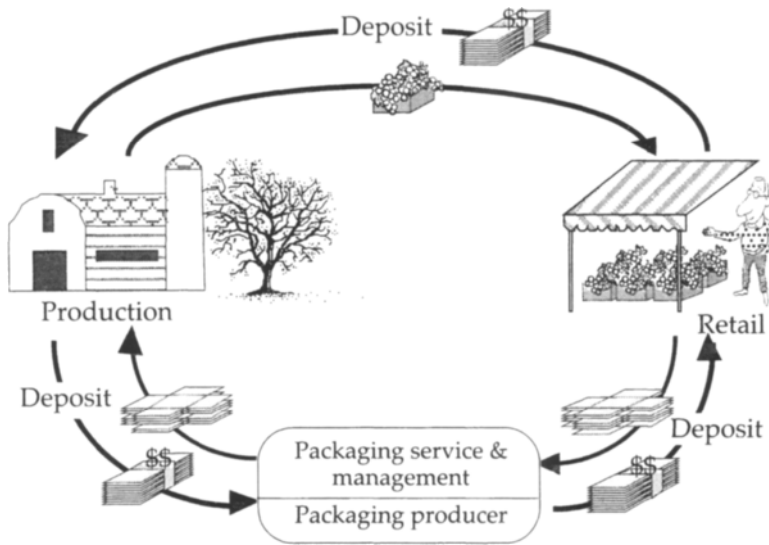 Deposit
$$
Production
Retail
Deposit
Deposit
$$
$$
Packaging service &
management
Packaging producer